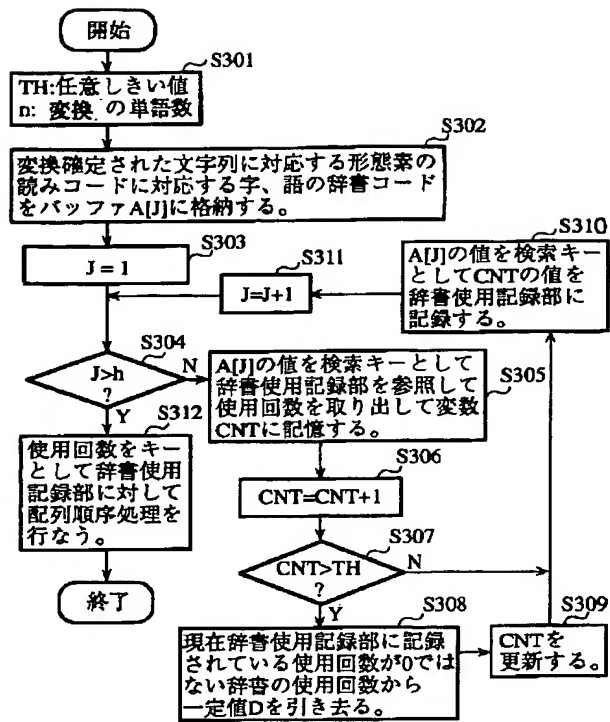 開始
S301
TH:任意しきい値
n: 変換 の単語数
S302
変換確定された文字列に対応する形態素の
読みコードに対応する字、語の辞書コード
をバッファA[J]に格納する。
S303
J = 1
S311
J=J+1
S310
A[J]の値を検索キー
としてCNTの値を
辞書使用記録部に
記録する。
S304
J>h
?
N
Y
S305
A[J]の値を検索キーとして
辞書使用記録部を参照して
使用回数を取り出して変数
CNTに記憶する。
S312
使用回数をキー
として辞書使用
記録部に対して
配列順序処理を
行なう。
終了
S306
CNT=CNT+1
S307
CNT>TH
?
N
Y
S308
現在辞書使用記録部に記録
されている使用回数が0では
ない辞書の使用回数から
一定値Dを引き去る。
S309
CNTを
更新する。